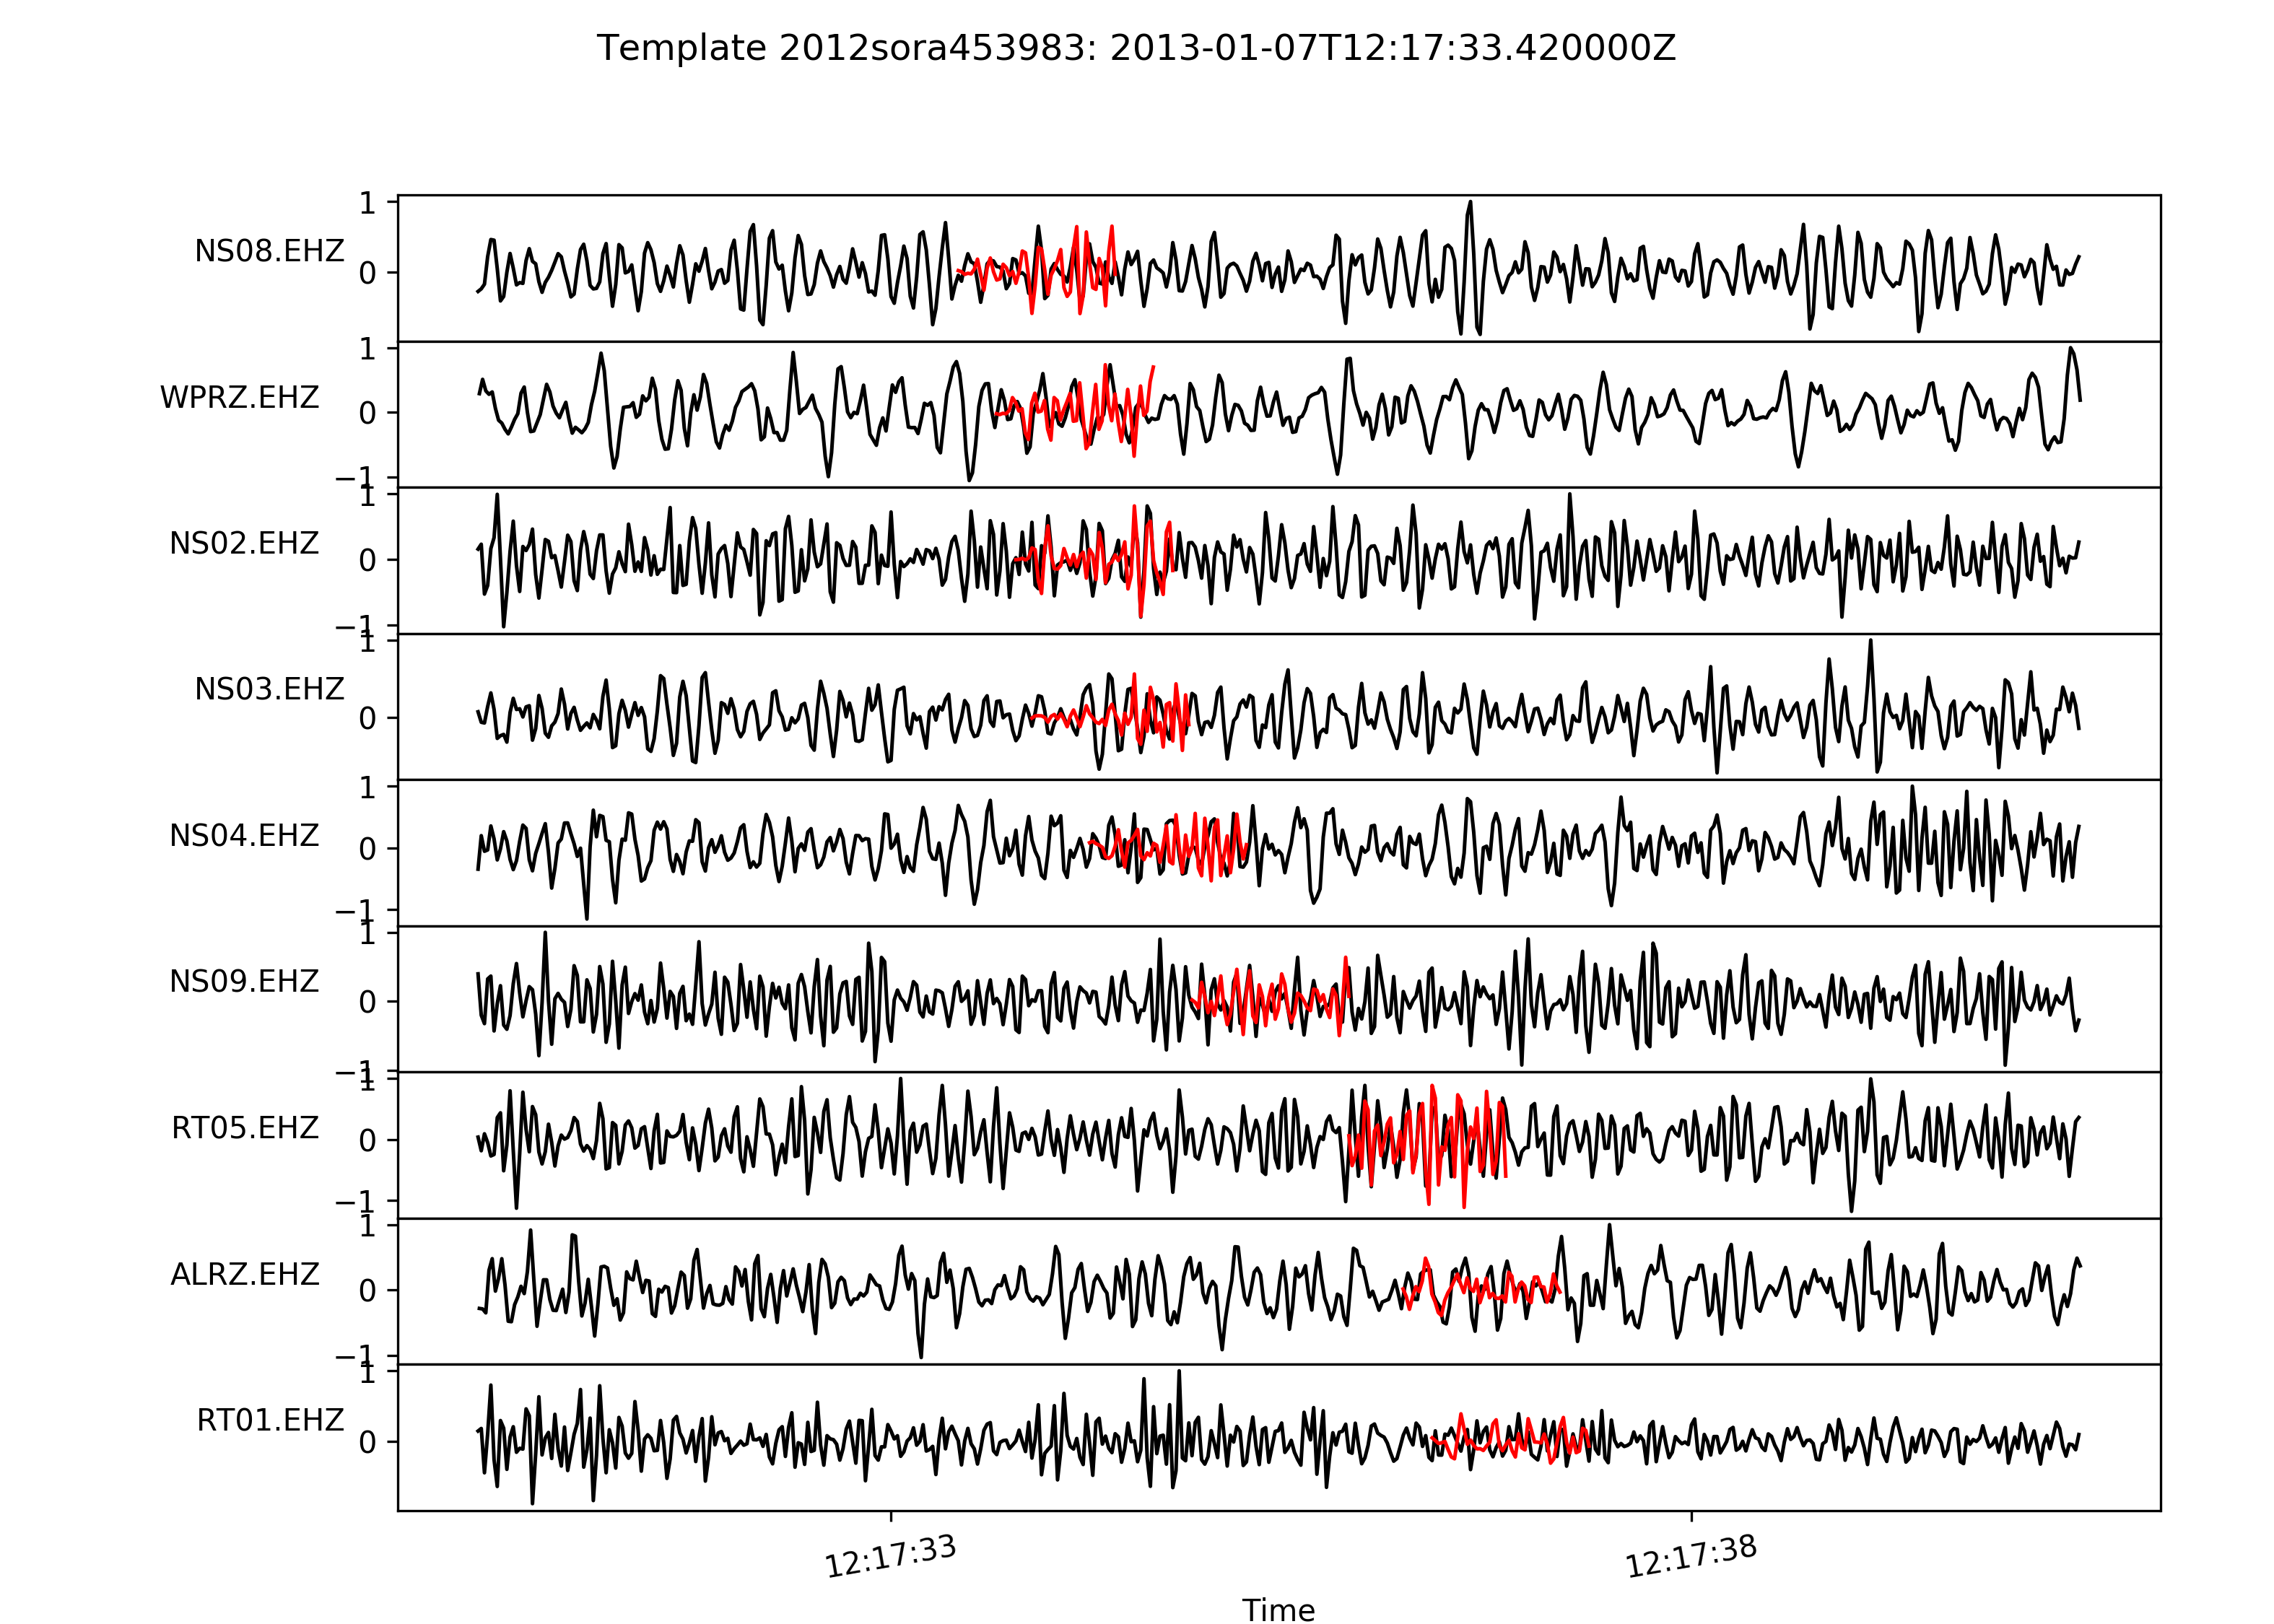 Template 2012sora453983: 2013-01-07T12:17:33.420000Z
1
NS08.EHZ
0
1
WPRZ.EHZ
0
−1
1
NS02.EHZ
0
−1
1
NS03.EHZ
0
1
NS04.EHZ
0
−1
1
NS09.EHZ
0
−1
1
RT05.EHZ
0
−1
1
ALRZ.EHZ
0
−1
1
RT01.EHZ
0
12:17:33 12:17:38
Time